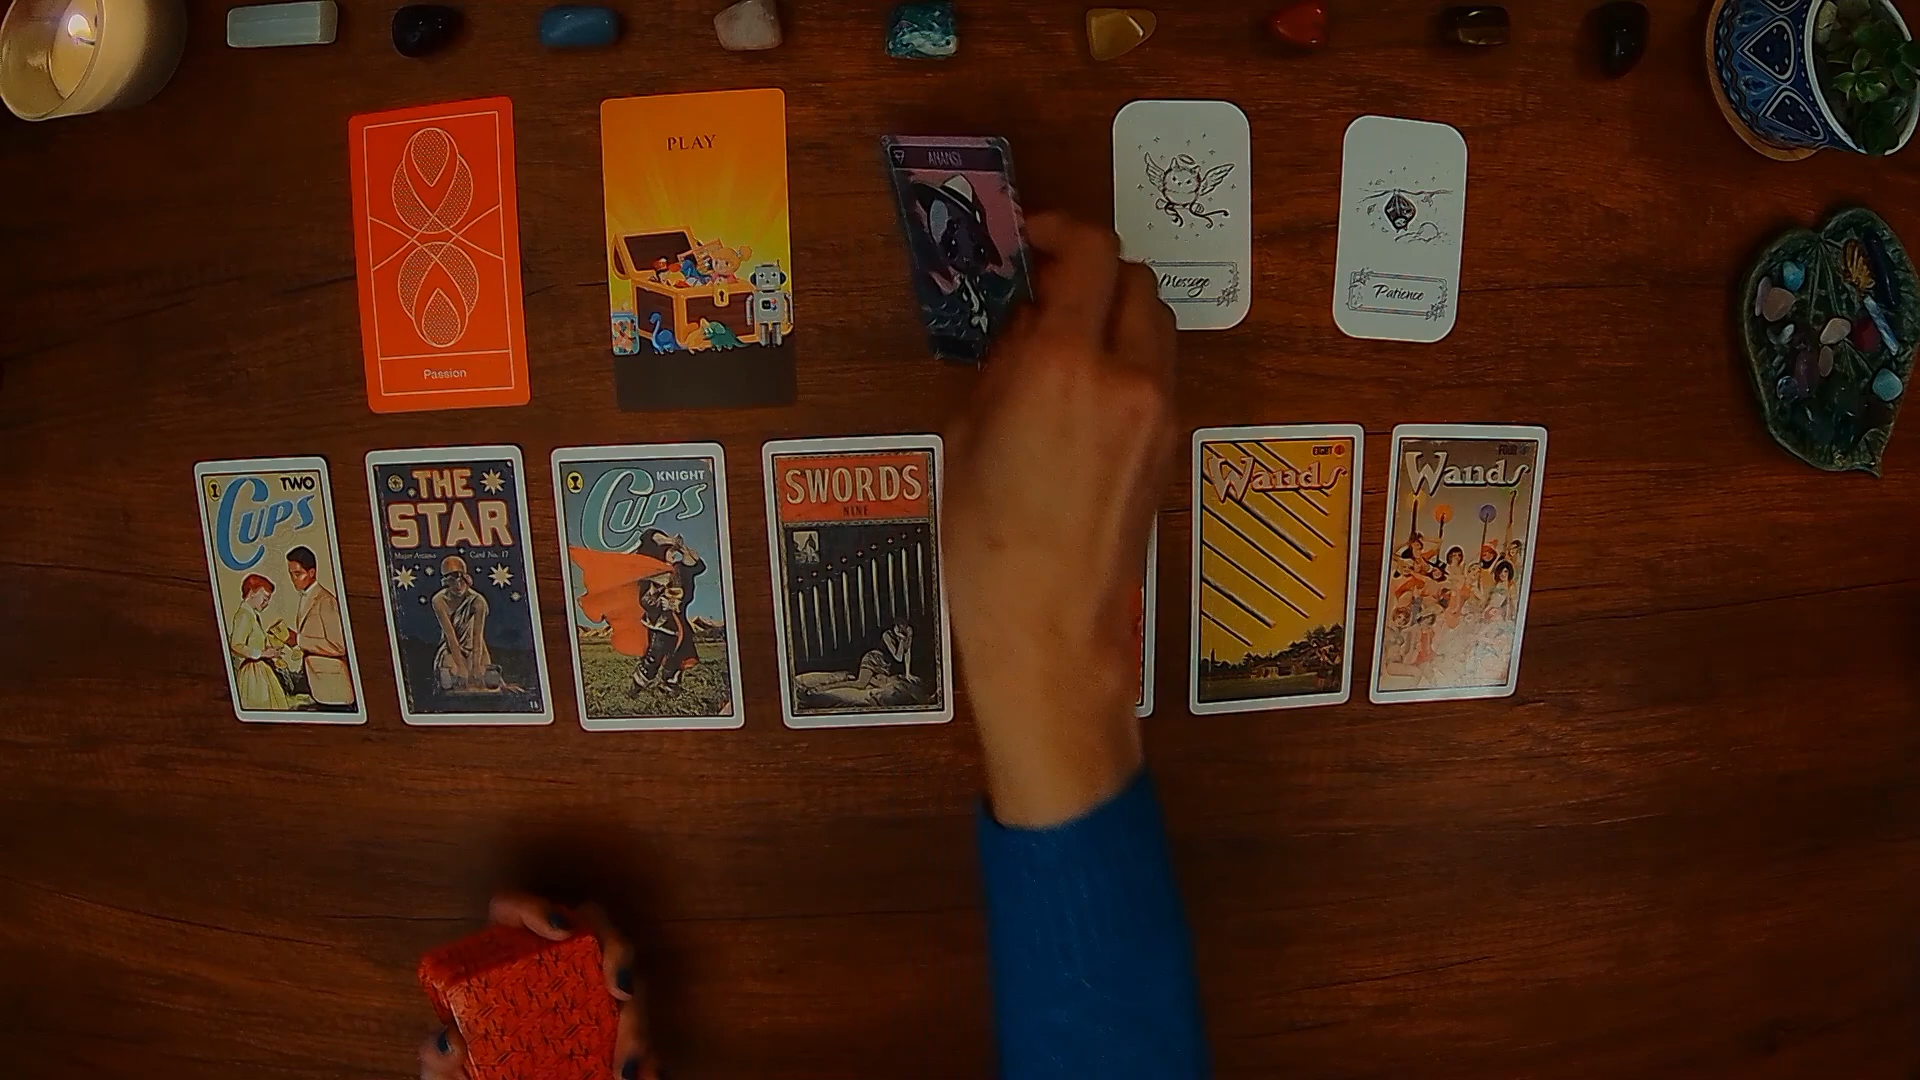 PLAY
ANANSI
Message
Patience
Passion
TWO
CUPS
THE
STAR
Major Arcana
Card No. 17
KNIGHT
CUPS
SWORDS
NINE
EIGHT
Wands
FOUR
Wands